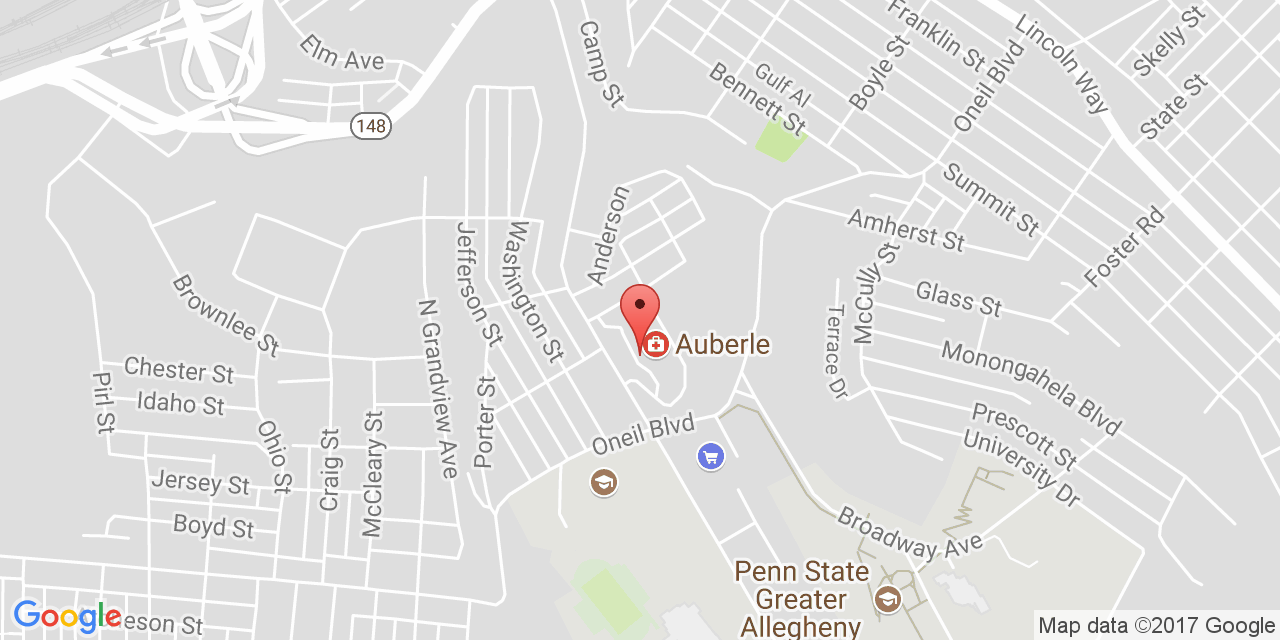 Elm Ave
Camp St
Franklin St
Lincoln Way
Skelly St
Gulf Al
Boyle St
Oneil Blvd
Bennett St
State St
148
Summit St
Anderson
Amherst St
Foster Rd
Jefferson St
Washington St
McCully St
Brownlee St
Glass St
N Grandview Ave
Terrace Dr
Auberle
Monongahela Blvd
Chester St
Pirl St
Idaho St
Porter St
Prescott St
Ohio St
Craig St
McCleary St
Oneil Blvd
University Dr
Jersey St
Boyd St
Broadway Ave
Penn State
Greater
Allegheny
Google
eson St
Map data ©2017 Google